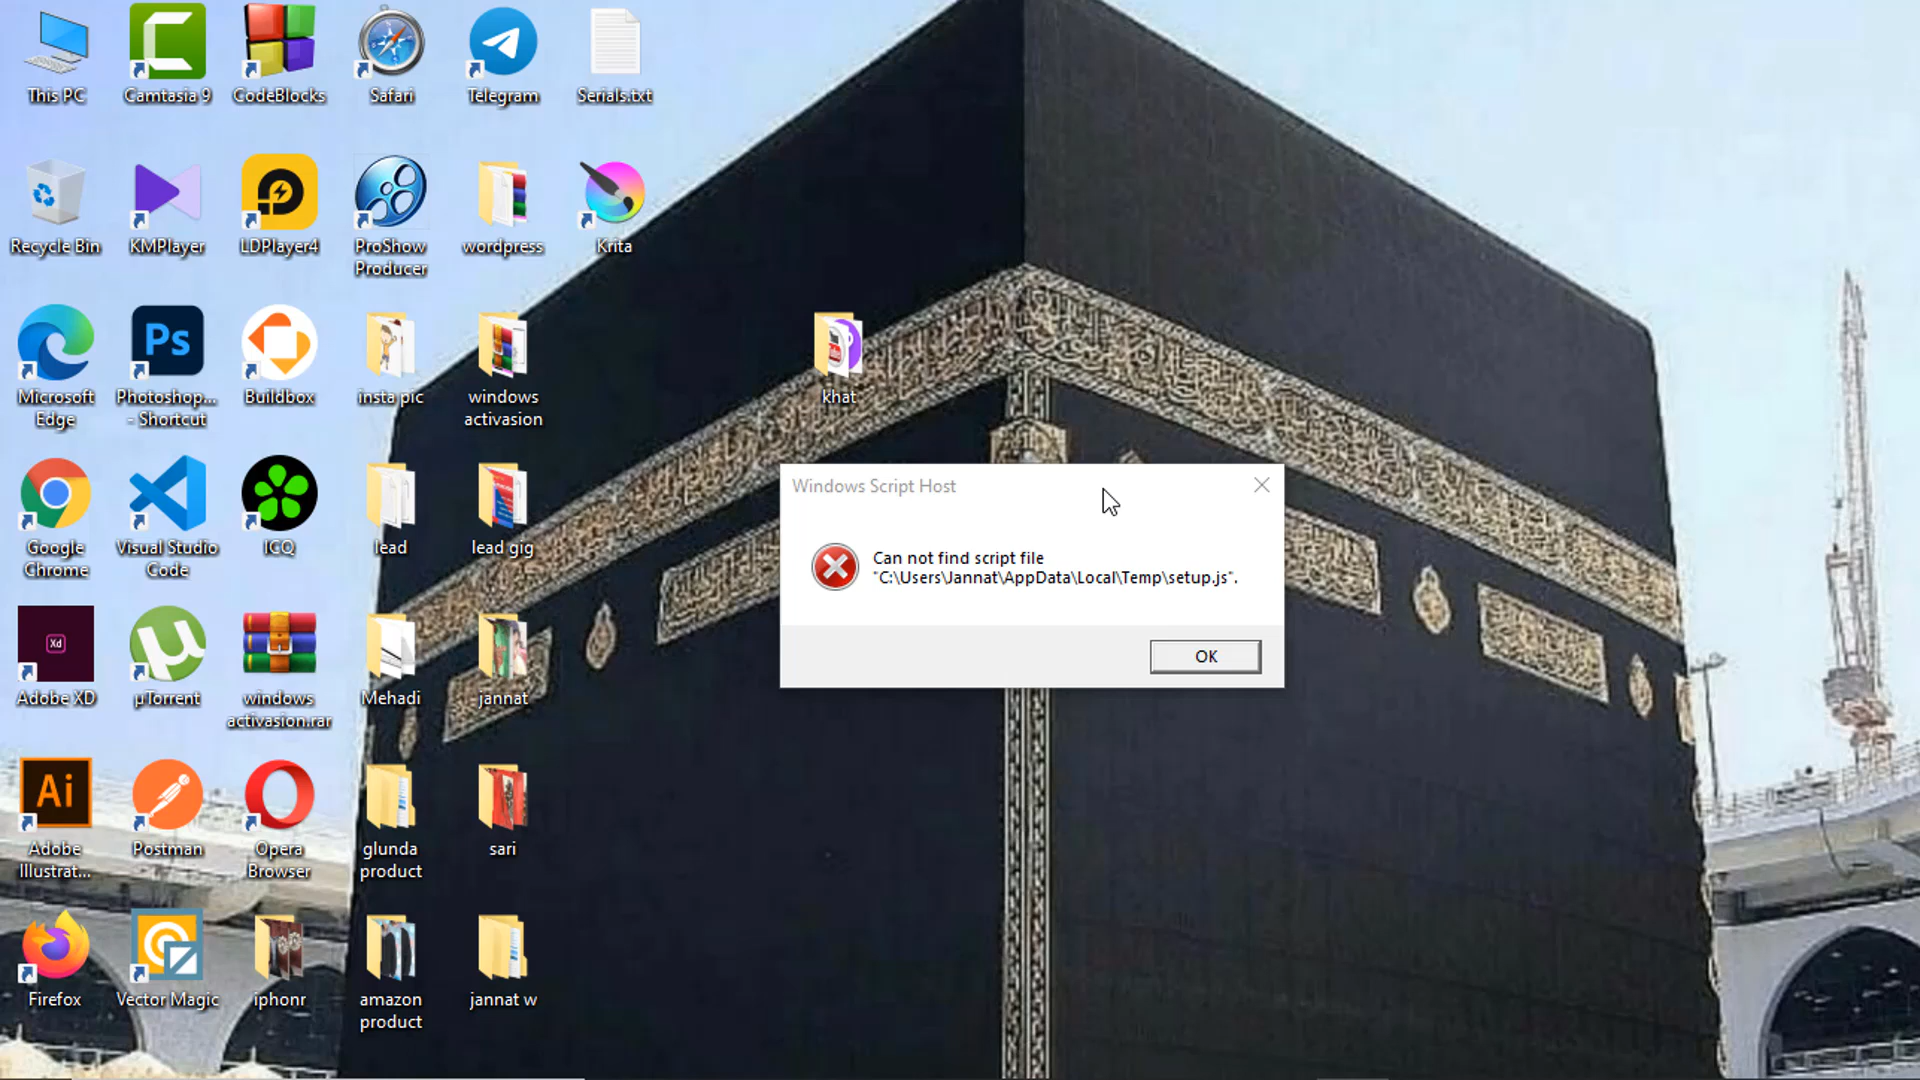 This PC
Camtasia 9
CodeBlocks
Safari
Telegram
Serials.txt
Recycle Bin
KMPlayer
LDPlayer4
ProShow
Producer
wordpress
Krita
Microsoft
Edge
Ps
Photoshop...
- Shortcut
Buildbox
insta pic
windows
activasion
khat
Google
Chrome
Visual Studio
Code
ICQ
lead
lead gig
Windows Script Host
Can not find script file
"C:\Users\Jannat\AppData\Local\Temp\setup.js".
OK
Xd
Adobe XD
µTorrent
windows
activasion.rar
Mehadi
jannat
Ai
Adobe
Illustrat...
Postman
Opera
Browser
glunda
product
sari
Firefox
Vector Magic
iphonr
amazon
product
jannat w